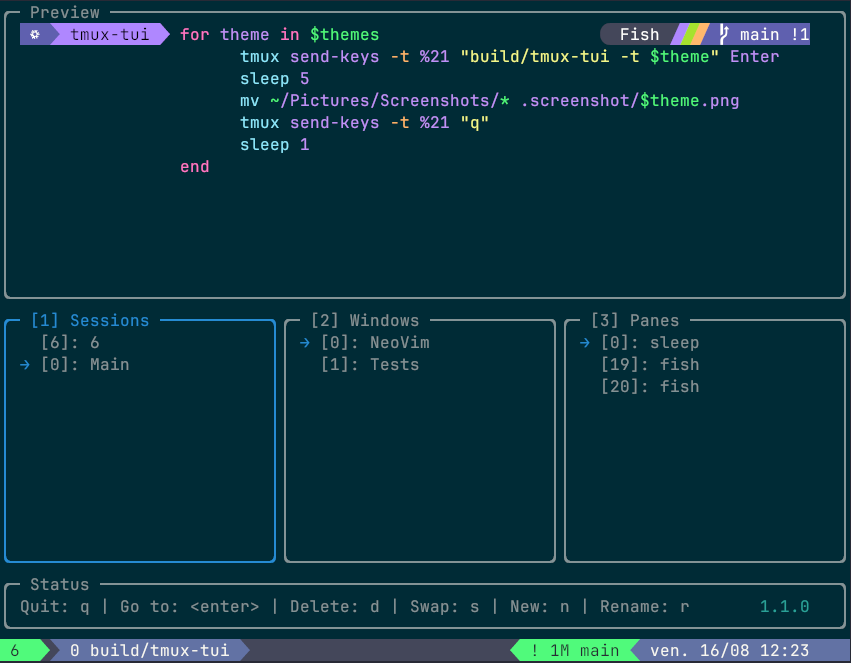 Preview
tmux-tui for theme in $themes Fish main !1
tmux send-keys -t %21 "build/tmux-tui -t $theme" Enter
sleep 5
mv ~/Pictures/Screenshots/* .screenshot/$theme.png
tmux send-keys -t %21 "q"
sleep 1
end
[1] Sessions
[6]: 6
→ [0]: Main
[2] Windows
→ [0]: NeoVim
[1]: Tests
[3] Panes
→ [0]: sleep
[19]: fish
[20]: fish
Status
Quit: q | Go to: <enter> | Delete: d | Swap: s | New: n | Rename: r 1.1.0
6 0 build/tmux-tui ! 1M main ven. 16/08 12:23